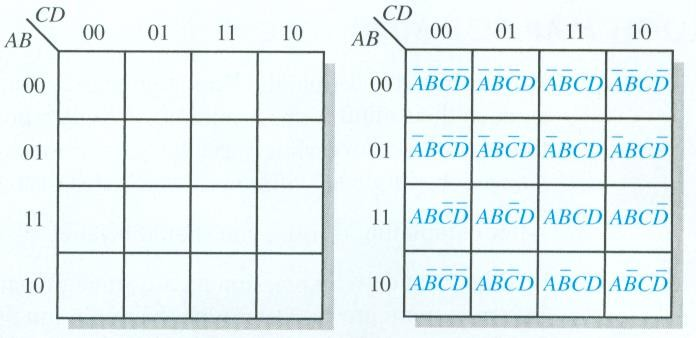 CD
AB 00 01 11 10
00
01
11
10
CD
AB 00 01 11 10
00 A̅B̅C̅D̅ A̅B̅C̅D A̅B̅CD A̅B̅CD̅
01 A̅BC̅D̅ A̅BC̅D A̅BCD A̅BCD̅
11 ABC̅D̅ ABC̅D ABCD ABCD̅
10 AB̅C̅D̅ AB̅C̅D AB̅CD AB̅CD̅